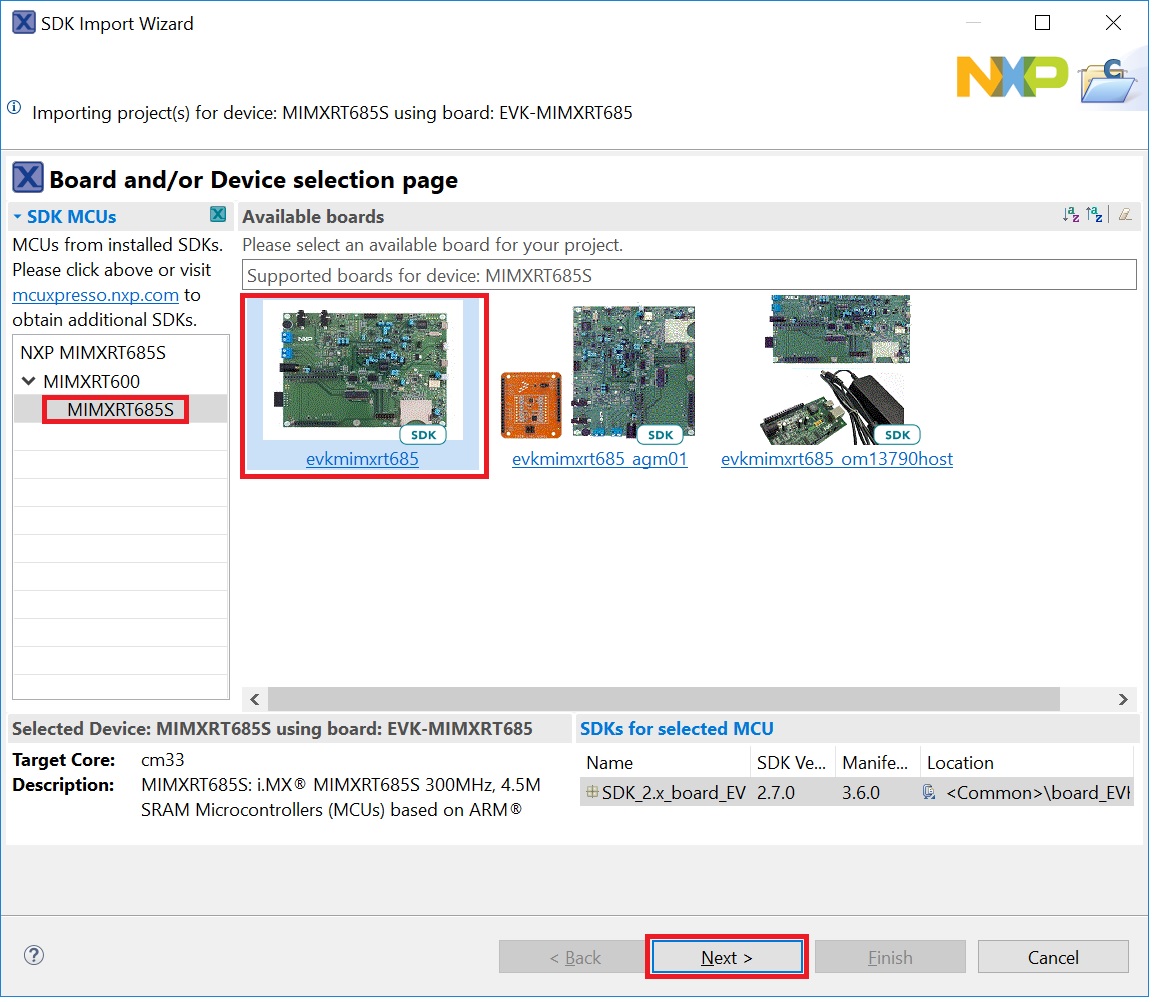 SDK Import Wizard
NXP
C
Importing project(s) for device: MIMXRT685S using board: EVK-MIMXRT685
Board and/or Device selection page
SDK MCUs
MCUs from installed SDKs.
Please click above or visit
mcuxpresso.nxp.com to
obtain additional SDKs.
NXP MIMXRT685S
MIMXRT600
MIMXRT685S
Available boards
Please select an available board for your project.
Supported boards for device: MIMXRT685S
NXP
SDK
evkmimxrt685
SDK
evkmimxrt685_agm01
SDK
evkmimxrt685_om13790host
Selected Device: MIMXRT685S using board: EVK-MIMXRT685
Target Core: cm33
Description: MIMXRT685S: i.MX® MIMXRT685S 300MHz, 4.5M
SRAM Microcontrollers (MCUs) based on ARM®
SDKs for selected MCU
Name SDK Ve... Manife... Location
SDK_2.x_board_EV 2.7.0 3.6.0 <Common>\board_EVI
< Back Next > Finish Cancel